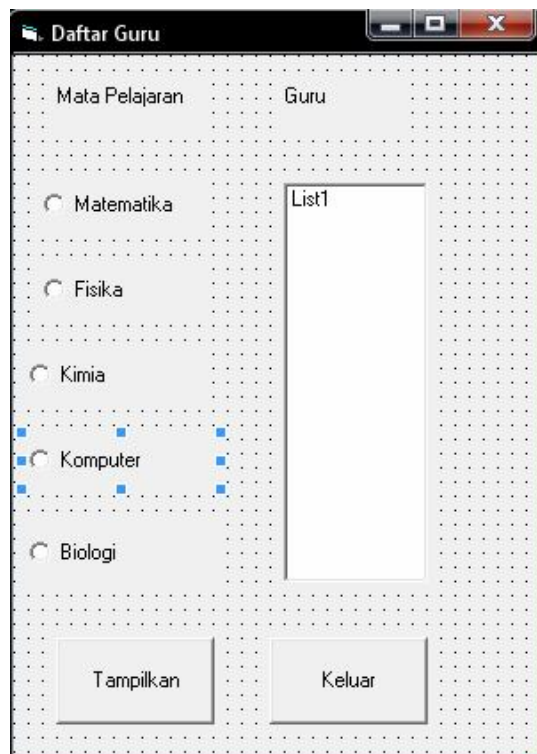 Daftar Guru
Mata Pelajaran Guru
Matematika List1
Fisika
Kimia
Komputer
Biologi
Tampilkan Keluar